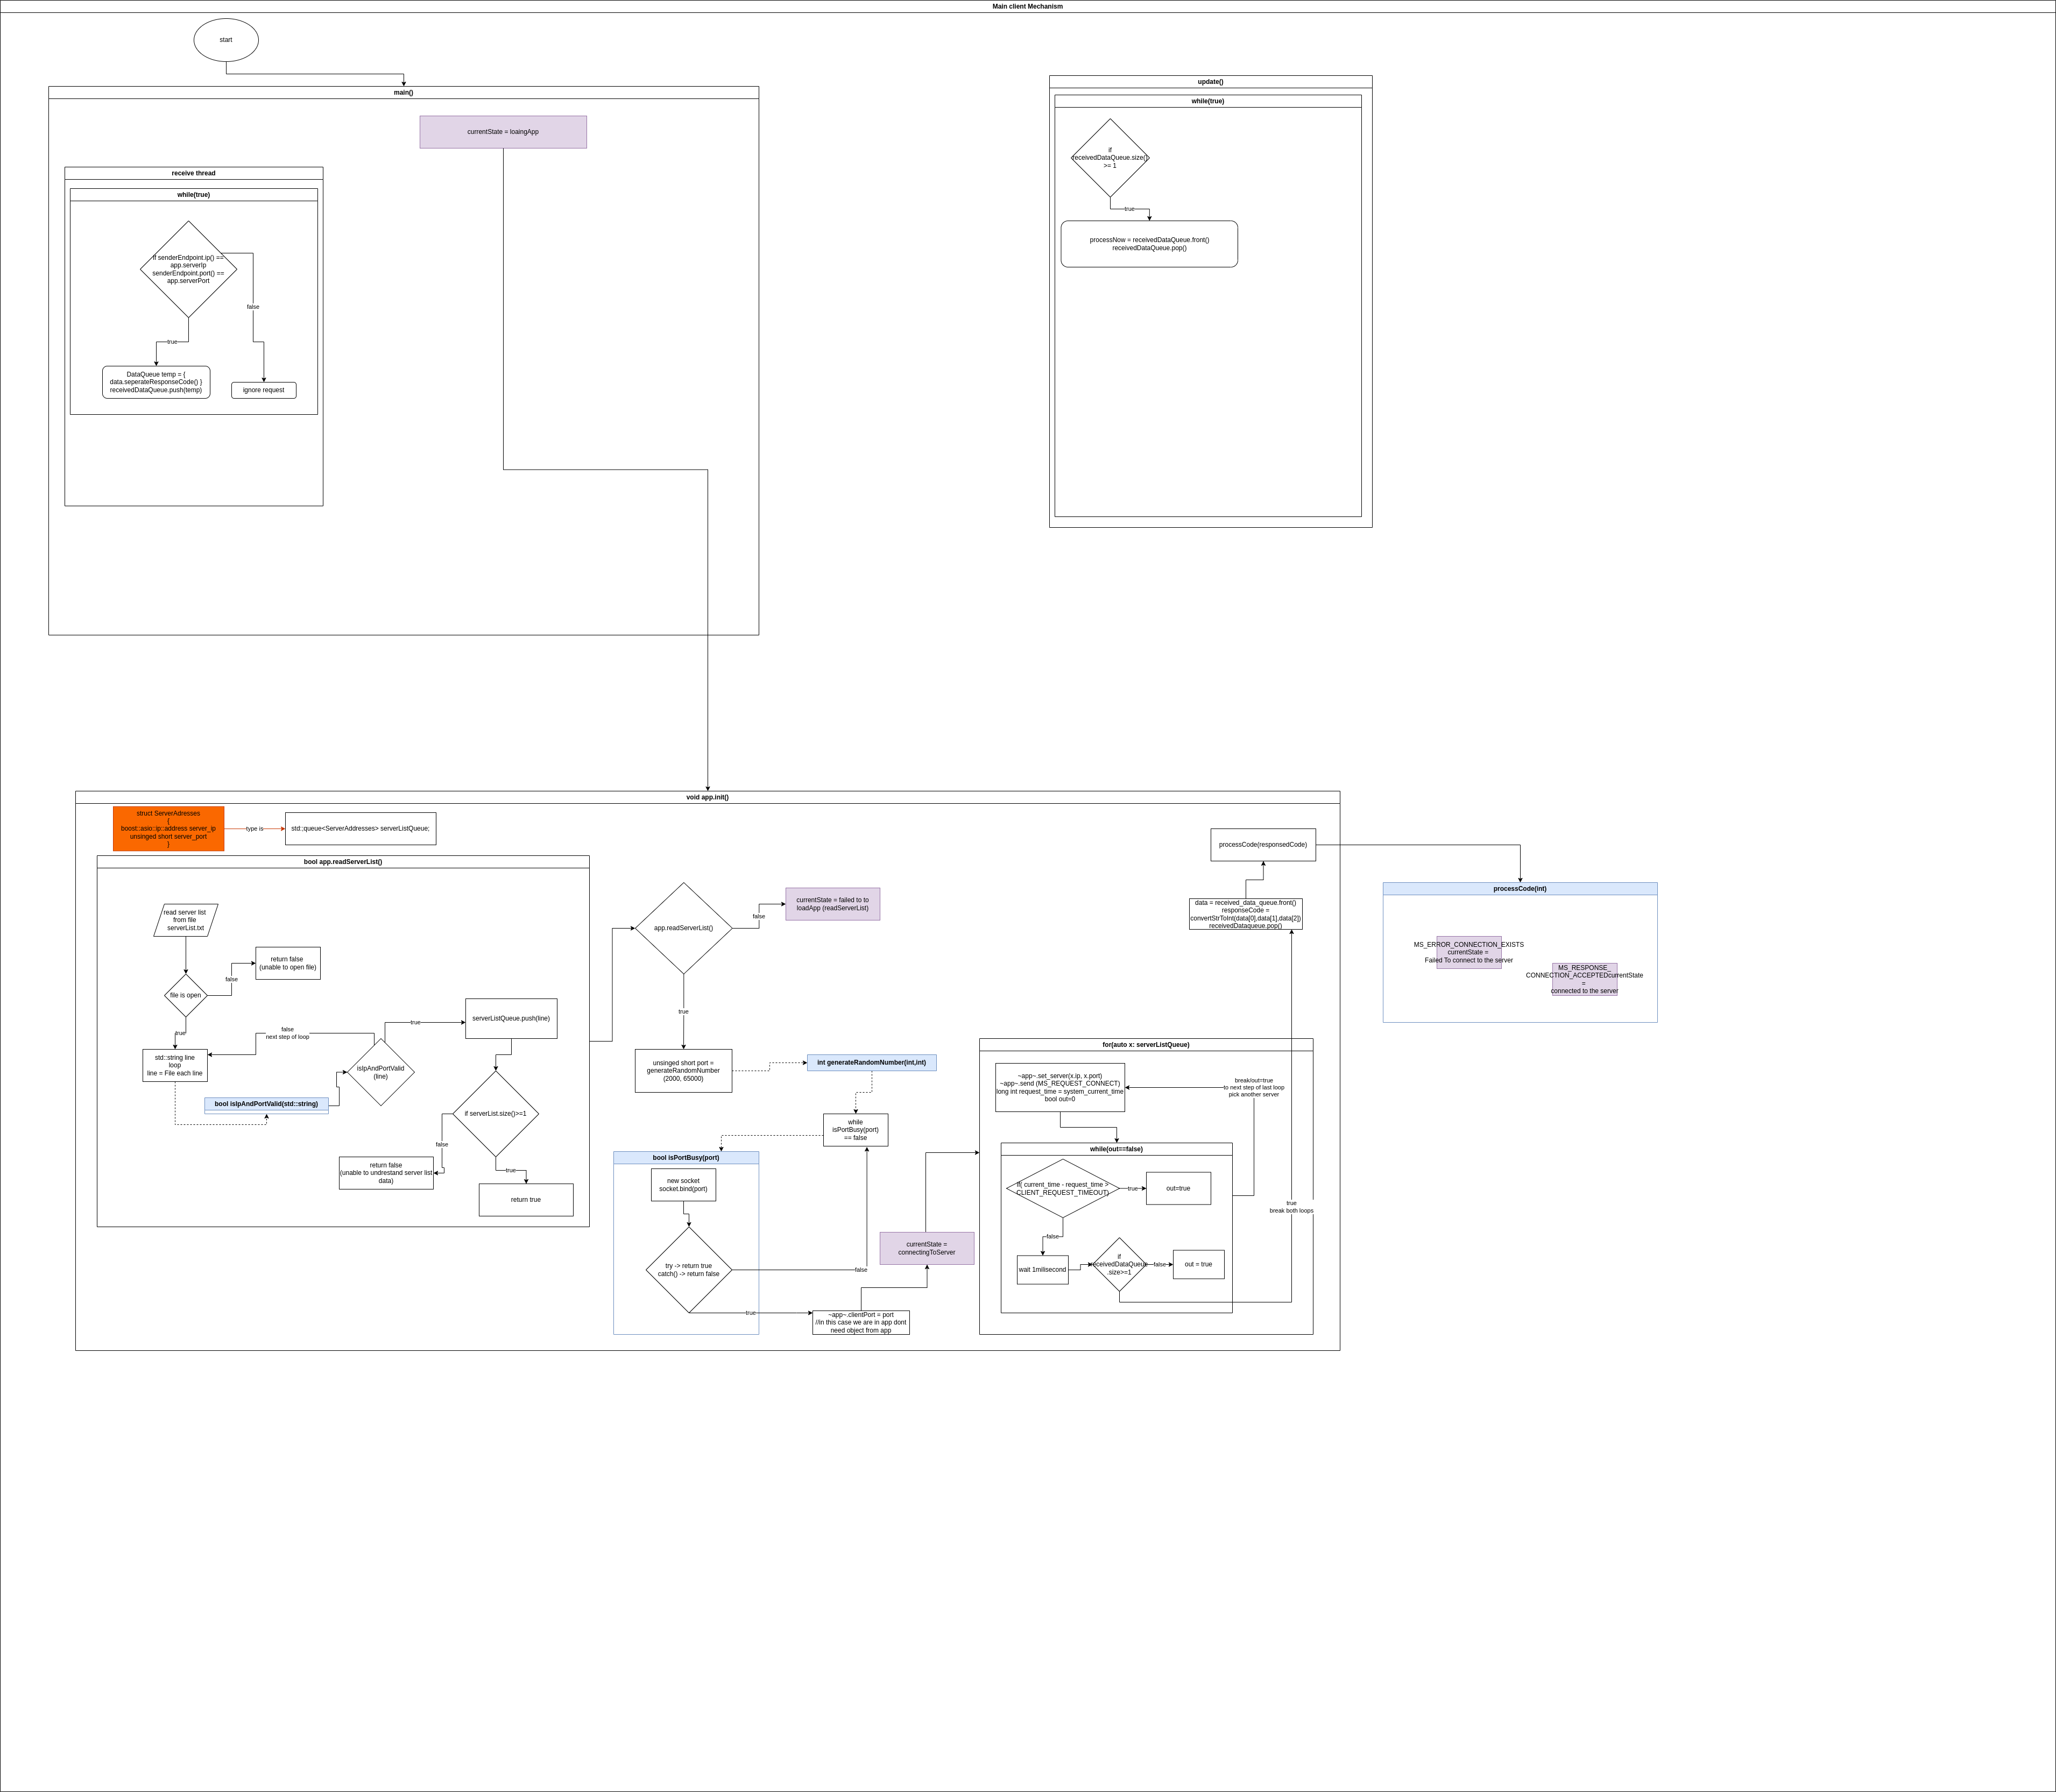 Main client Mechanism
start
main()
currentState = loaingApp
receive thread
while(true)
If senderEndpoint.ip() ==
app.serverIp
senderEndpoint.port() ==
app.serverPort
false
true
DataQueue temp = {
data.seperateResponseCode() }
receivedDataQueue.push(temp)
ignore request
update()
while(true)
if
receivedDataQueue.size()
>= 1
true
processNow = receivedDataQueue.front()
receivedDataQueue.pop()
void app.init()
struct ServerAdresses
{
boost::asio::ip::address server_ip
unsinged short server_port
}
type is
std::queue<ServerAddresses> serverListQueue;
bool app.readServerList()
read server list
from file
serverList.txt
file is open
false
return false
(unable to open file)
true
std::string line
loop
line = File each line
false
next step of loop
bool isIpAndPortValid(std::string)
isIpAndPortValid
(line)
true
serverListQueue.push(line)
if serverList.size()>=1
false
return false
(unable to undrestand server list
data)
true
return true
app.readServerList()
false
currentState = failed to to
loadApp (readServerList)
true
unsinged short port =
generateRandomNumber
(2000, 65000)
int generateRandomNumber(int,int)
while
isPortBusy(port)
== false
bool isPortBusy(port)
new socket
socket.bind(port)
try -> return true
catch() -> return false
false
true
~app~.clientPort = port
//in this case we are in app dont
need object from app
currentState =
connectingToServer
for(auto x: serverListQueue)
~app~.set_server(x.ip, x.port)
~app~.send (MS_REQUEST_CONNECT)
long int request_time = system_current_time
bool out=0
break/out=true
to next step of last loop
pick another server
while(out==false)
if( current_time - request_time >
CLIENT_REQUEST_TIMEOUT)
true
out=true
false
wait 1milisecond
if
receivedDataQueue
.size>=1
false
out = true
true
break both loops
data = received_data_queue.front()
responseCode =
convertStrToInt(data[0],data[1],data[2])
receivedDataqueue.pop()
processCode(responsedCode)
processCode(int)
MS_ERROR_CONNECTION_EXISTS
currentState =
Failed To connect to the server
MS_RESPONSE_
CONNECTION_ACCEPTEDcurrentState
=
connected to the server